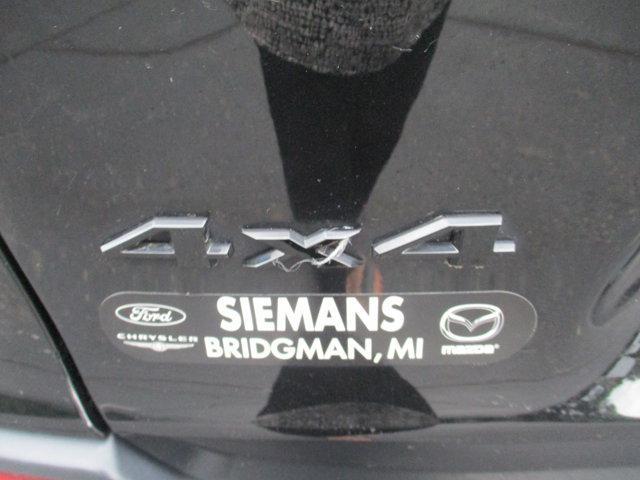 4x4
Ford
SIEMANS
CHRYSLER
BRIDGMAN, MI
mazda